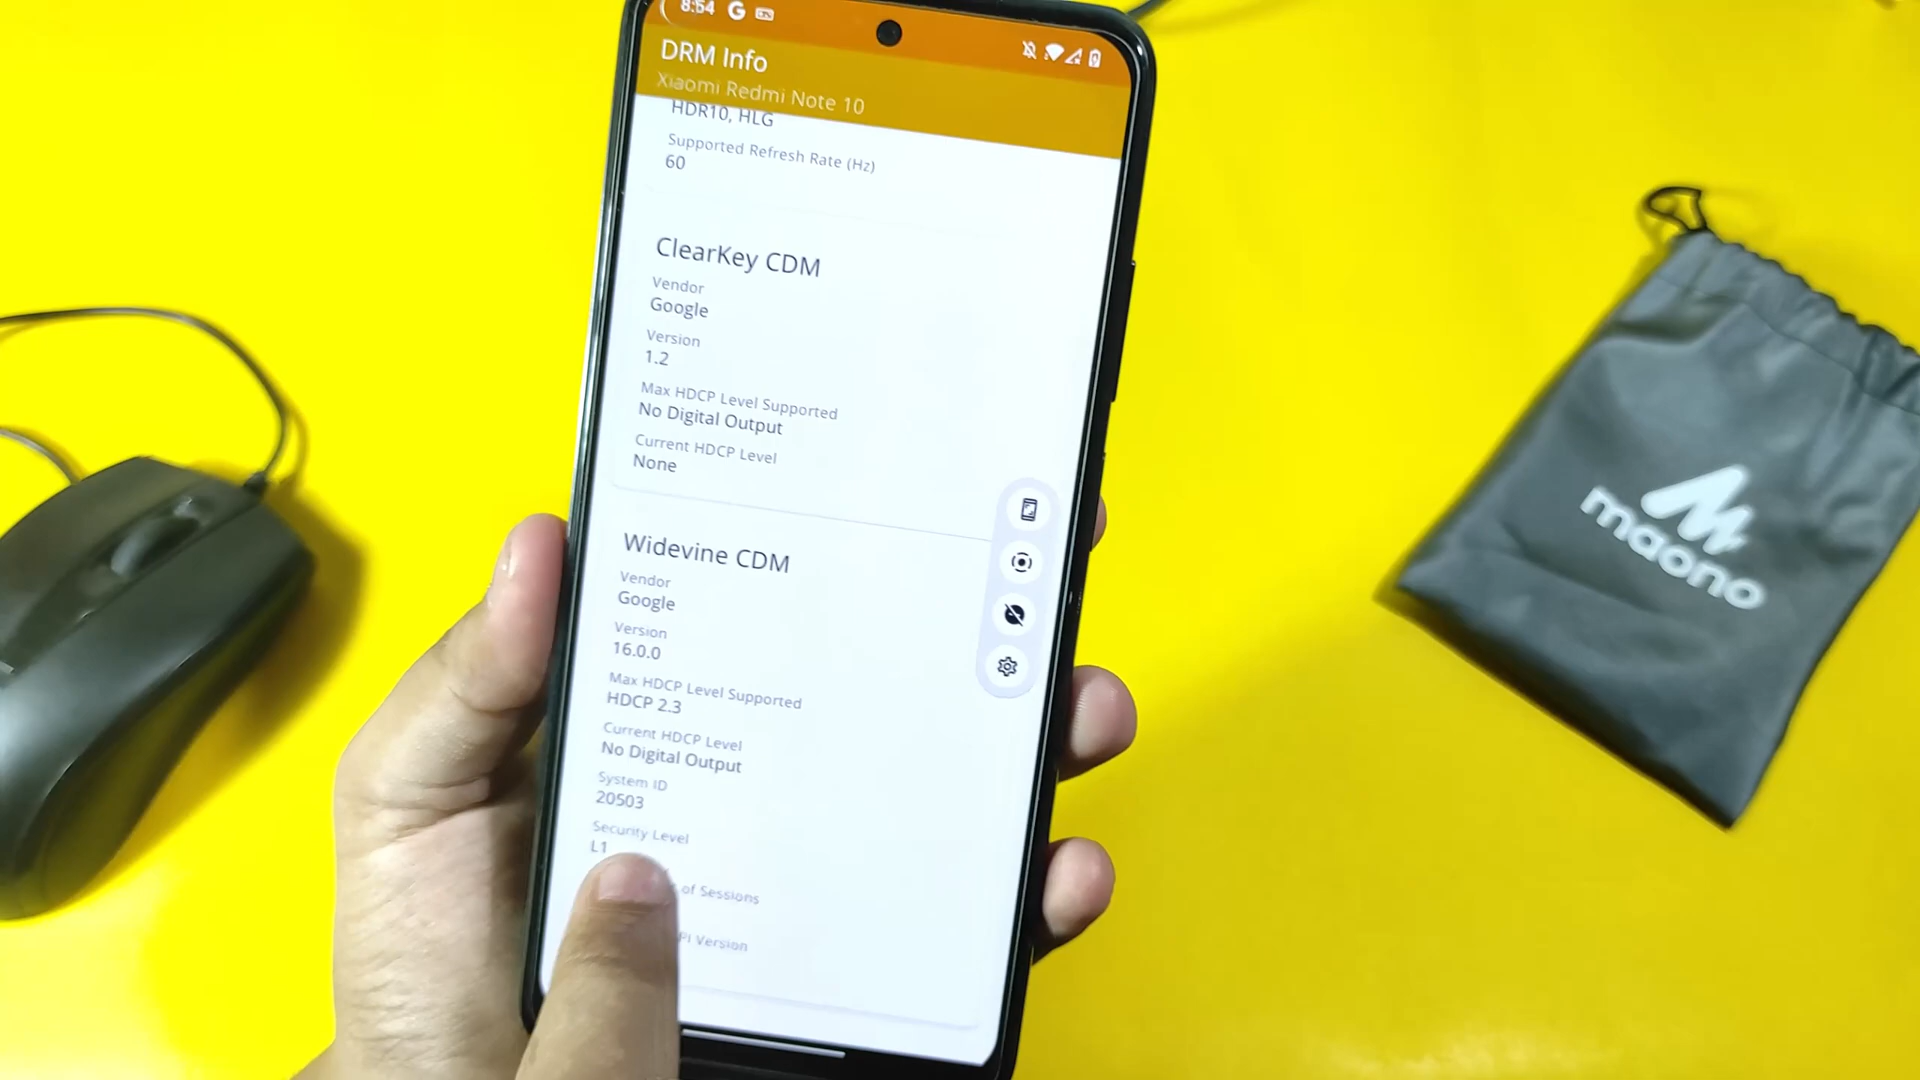 8:54
DRM Info
Xiaomi Redmi Note 10
HDR10, HLG
Supported Refresh Rate (Hz)
60
ClearKey CDM
Vendor
Google
Version
1.2
Max HDCP Level Supported
No Digital Output
Current HDCP Level
None
Widevine CDM
Vendor
Google
Version
16.0.0
Max HDCP Level Supported
HDCP 2.3
Current HDCP Level
No Digital Output
System ID
20503
Security Level
L1
of Sessions
PI Version
maono